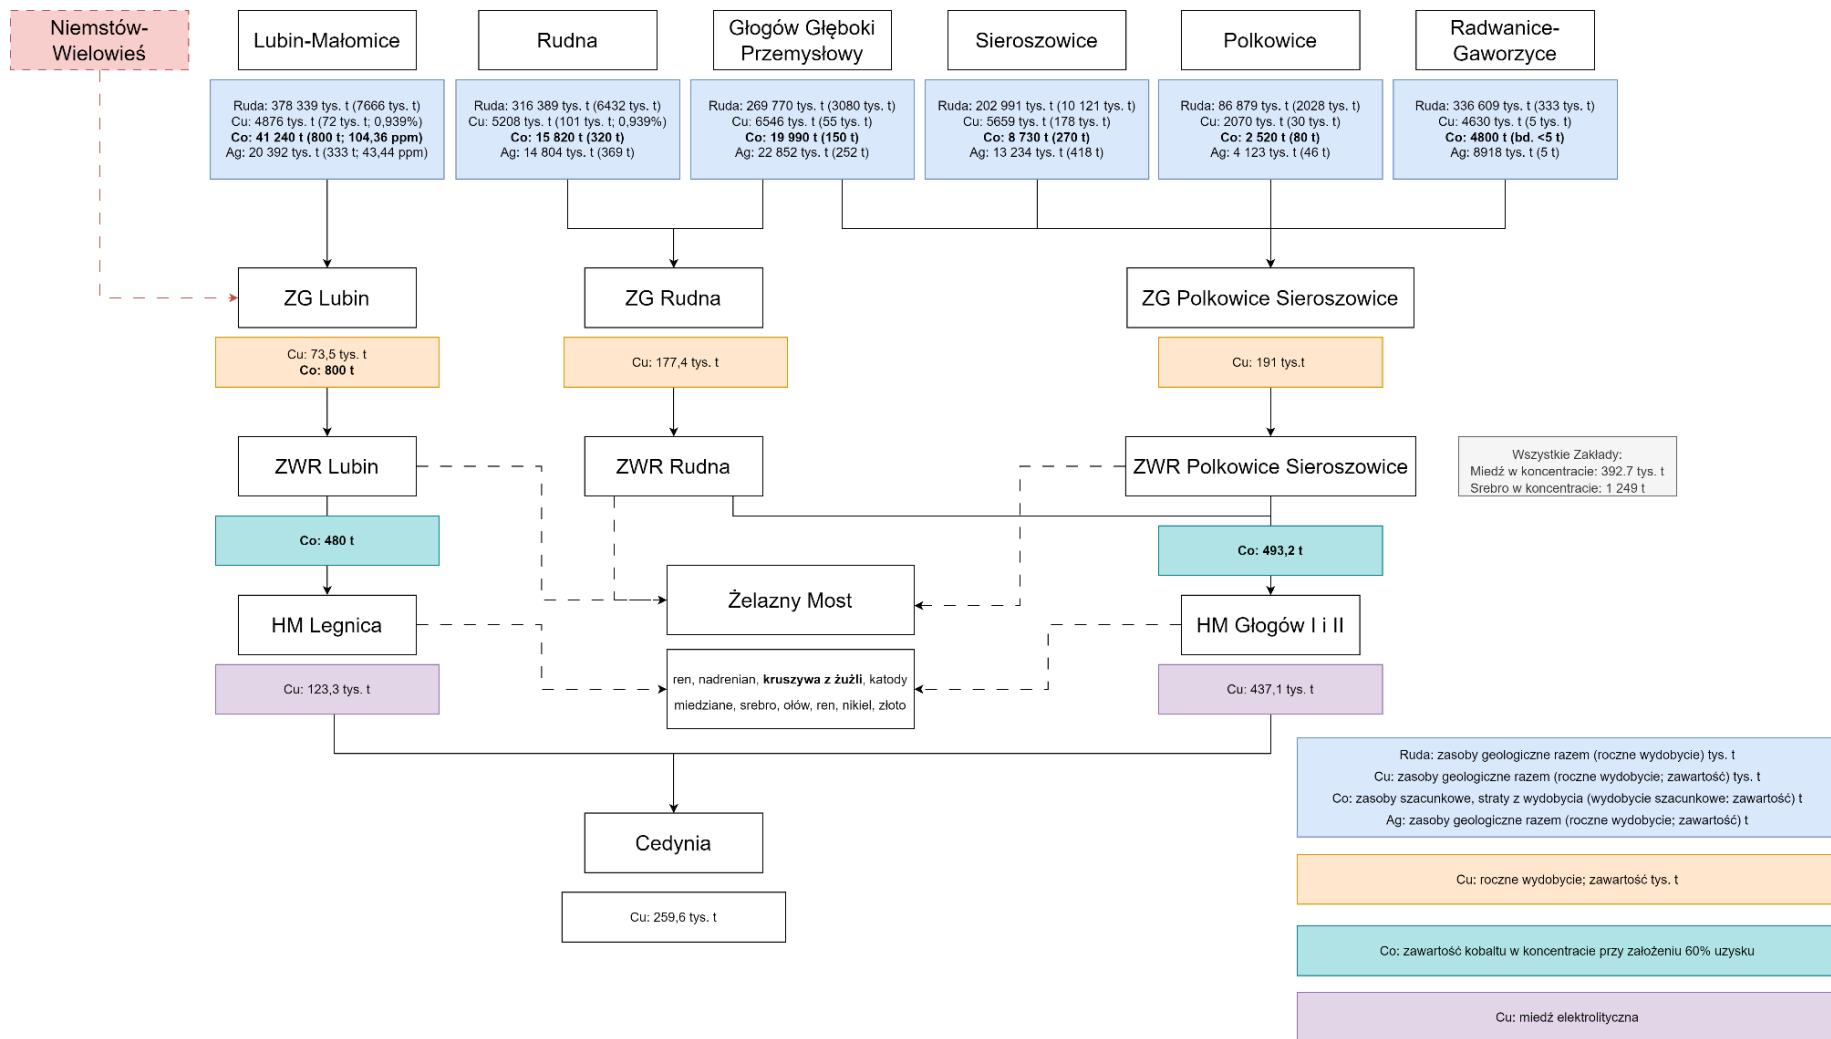 Niemstów-
Wielowieś
Lubin-Małomice
Rudna
Głogów Głęboki
Przemysłowy
Sieroszowice
Polkowice
Radwanice-
Gaworzyce
Ruda: 378 339 tys. t (7666 tys. t)
Cu: 4876 tys. t (72 tys. t; 0,939%)
Co: 41 240 t (800 t; 104,36 ppm)
Ag: 20 392 tys. t (333 t; 43,44 ppm)
Ruda: 316 389 tys. t (6432 tys. t)
Cu: 5208 tys. t (101 tys. t; 0,939%)
Co: 15 820 t (320 t)
Ag: 14 804 tys. t (369 t)
Ruda: 269 770 tys. t (3080 tys. t)
Cu: 6546 tys. t (55 tys. t)
Co: 19 990 t (150 t)
Ag: 22 852 tys. t (252 t)
Ruda: 202 991 tys. t (10 121 tys. t)
Cu: 5659 tys. t (178 tys. t)
Co: 8 730 t (270 t)
Ag: 13 234 tys. t (418 t)
Ruda: 86 879 tys. t (2028 tys. t)
Cu: 2070 tys. t (30 tys. t)
Co: 2 520 t (80 t)
Ag: 4 123 tys. t (46 t)
Ruda: 336 609 tys. t (333 tys. t)
Cu: 4630 tys. t (5 tys. t)
Co: 4800 t (bd. <5 t)
Ag: 8918 tys. t (5 t)
ZG Lubin
ZG Rudna
ZG Polkowice Sieroszowice
Cu: 73,5 tys. t
Co: 800 t
Cu: 177,4 tys. t
Cu: 191 tys.t
ZWR Lubin
ZWR Rudna
ZWR Polkowice Sieroszowice
Wszystkie Zakłady:
Miedź w koncentracie: 392.7 tys. t
Srebro w koncentracie: 1 249 t
Co: 480 t
Co: 493,2 t
Żelazny Most
HM Legnica
HM Głogów I i II
ren, nadrenian, kruszywa z żużli, katody
miedziane, srebro, ołów, ren, nikiel, złoto
Cu: 123,3 tys. t
Cu: 437,1 tys. t
Cedynia
Cu: 259,6 tys. t
Ruda: zasoby geologiczne razem (roczne wydobycie) tys. t
Cu: zasoby geologiczne razem (roczne wydobycie; zawartość) tys. t
Co: zasoby szacunkowe, straty z wydobycia (wydobycie szacunkowe: zawartość) t
Ag: zasoby geologiczne razem (roczne wydobycie; zawartość) t
Cu: roczne wydobycie; zawartość tys. t
Co: zawartość kobaltu w koncentracie przy założeniu 60% uzysku
Cu: miedź elektrolityczna